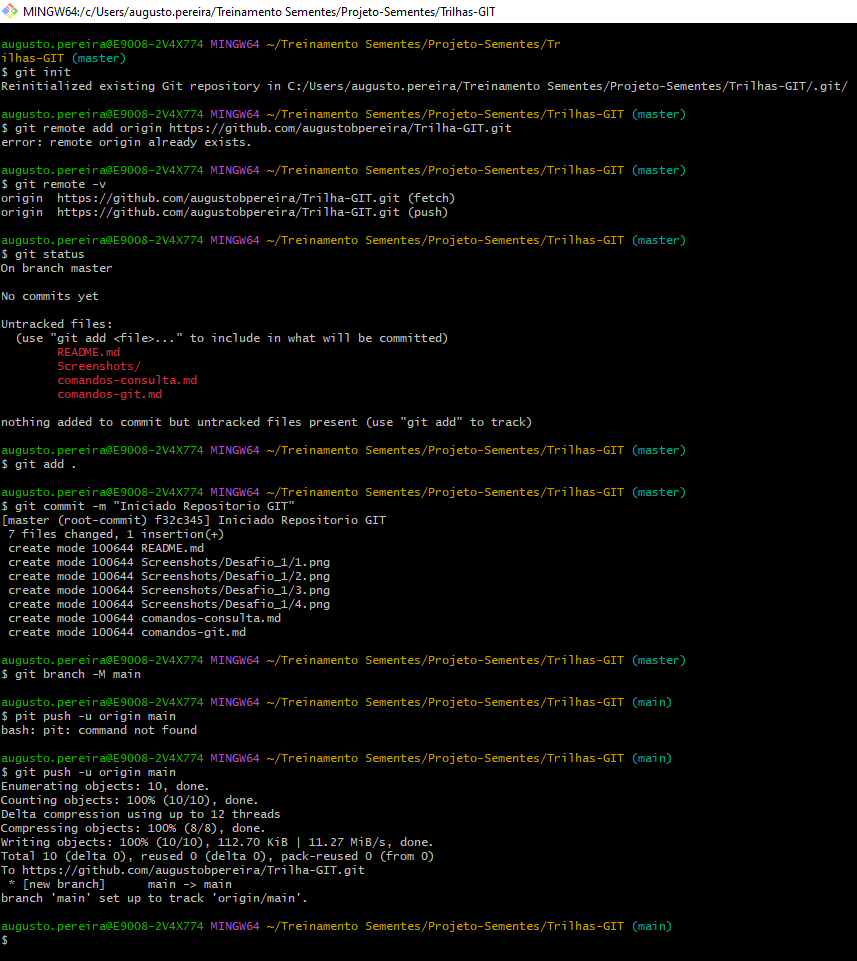 MINGW64:/c/Users/augusto.pereira/Treinamento Sementes/Projeto-Sementes/Trilhas-GIT
augusto.pereira@E9008-2V4X774 MINGW64 ~/Treinamento Sementes/Projeto-Sementes/Tr
ilhas-GIT (master)
$ git init
Reinitialized existing Git repository in C:/Users/augusto.pereira/Treinamento Sementes/Projeto-Sementes/Trilhas-GIT/.git/
augusto.pereira@E9008-2V4X774 MINGW64 ~/Treinamento Sementes/Projeto-Sementes/Trilhas-GIT (master)
$ git remote add origin https://github.com/augustobpereira/Trilha-GIT.git
error: remote origin already exists.
augusto.pereira@E9008-2V4X774 MINGW64 ~/Treinamento Sementes/Projeto-Sementes/Trilhas-GIT (master)
$ git remote -v
origin  https://github.com/augustobpereira/Trilha-GIT.git (fetch)
origin  https://github.com/augustobpereira/Trilha-GIT.git (push)
augusto.pereira@E9008-2V4X774 MINGW64 ~/Treinamento Sementes/Projeto-Sementes/Trilhas-GIT (master)
$ git status
On branch master
No commits yet
Untracked files:
  (use "git add <file>..." to include in what will be committed)
        README.md
        Screenshots/
        comandos-consulta.md
        comandos-git.md
nothing added to commit but untracked files present (use "git add" to track)
augusto.pereira@E9008-2V4X774 MINGW64 ~/Treinamento Sementes/Projeto-Sementes/Trilhas-GIT (master)
$ git add .
augusto.pereira@E9008-2V4X774 MINGW64 ~/Treinamento Sementes/Projeto-Sementes/Trilhas-GIT (master)
$ git commit -m "Iniciado Repositorio GIT"
[master (root-commit) f32c345] Iniciado Repositorio GIT
 7 files changed, 1 insertion(+)
 create mode 100644 README.md
 create mode 100644 Screenshots/Desafio_1/1.png
 create mode 100644 Screenshots/Desafio_1/2.png
 create mode 100644 Screenshots/Desafio_1/3.png
 create mode 100644 Screenshots/Desafio_1/4.png
 create mode 100644 comandos-consulta.md
 create mode 100644 comandos-git.md
augusto.pereira@E9008-2V4X774 MINGW64 ~/Treinamento Sementes/Projeto-Sementes/Trilhas-GIT (master)
$ git branch -M main
augusto.pereira@E9008-2V4X774 MINGW64 ~/Treinamento Sementes/Projeto-Sementes/Trilhas-GIT (main)
$ pit push -u origin main
bash: pit: command not found
augusto.pereira@E9008-2V4X774 MINGW64 ~/Treinamento Sementes/Projeto-Sementes/Trilhas-GIT (main)
$ git push -u origin main
Enumerating objects: 10, done.
Counting objects: 100% (10/10), done.
Delta compression using up to 12 threads
Compressing objects: 100% (8/8), done.
Writing objects: 100% (10/10), 112.70 KiB | 11.27 MiB/s, done.
Total 10 (delta 0), reused 0 (delta 0), pack-reused 0 (from 0)
To https://github.com/augustobpereira/Trilha-GIT.git
 * [new branch]      main -> main
branch 'main' set up to track 'origin/main'.
augusto.pereira@E9008-2V4X774 MINGW64 ~/Treinamento Sementes/Projeto-Sementes/Trilhas-GIT (main)
$